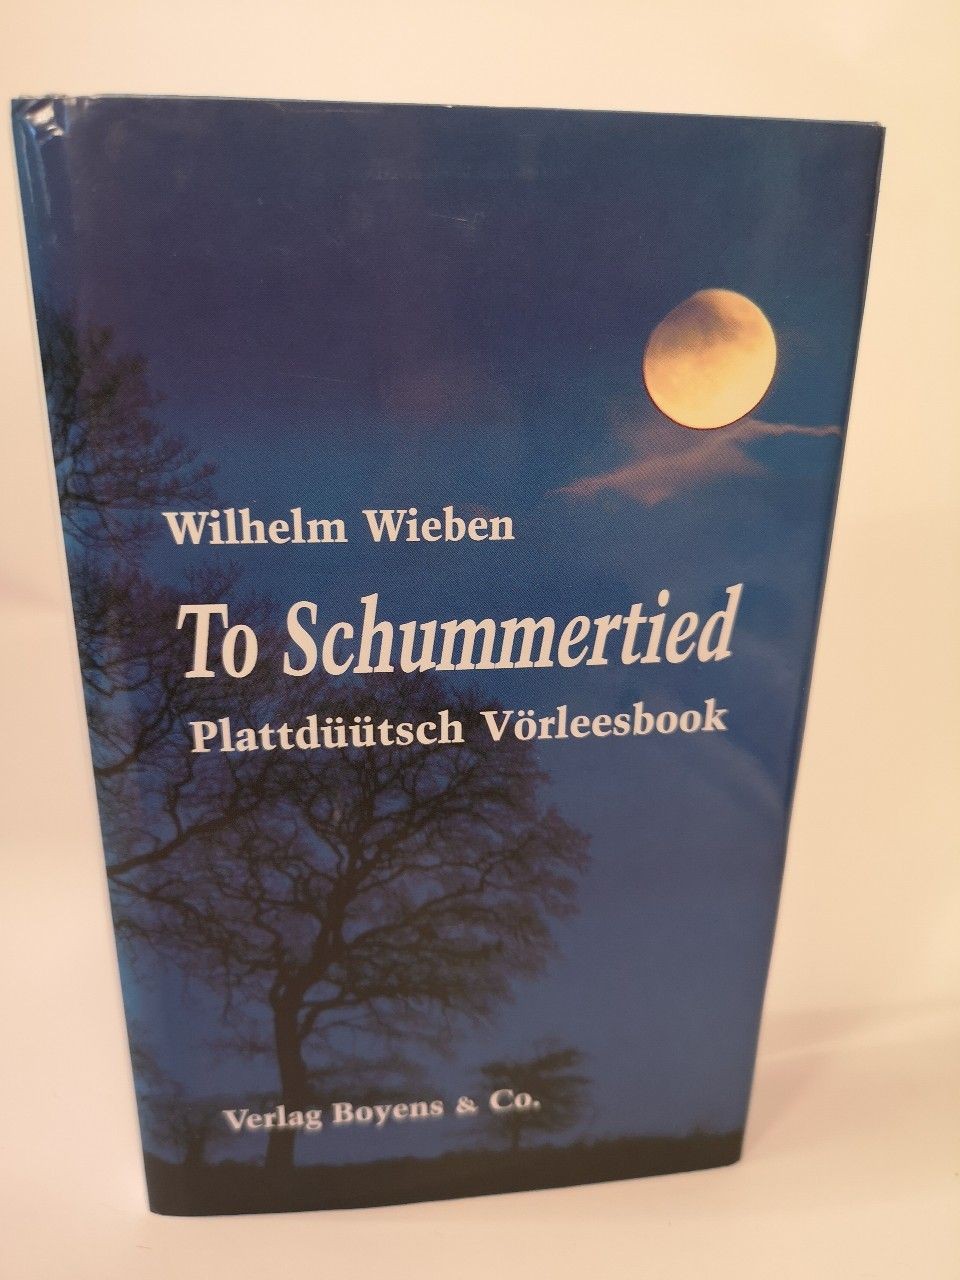 Wilhelm Wieben
To Schummertied
Plattdüütsch Vörleesbook
Verlag Boyens & Co.